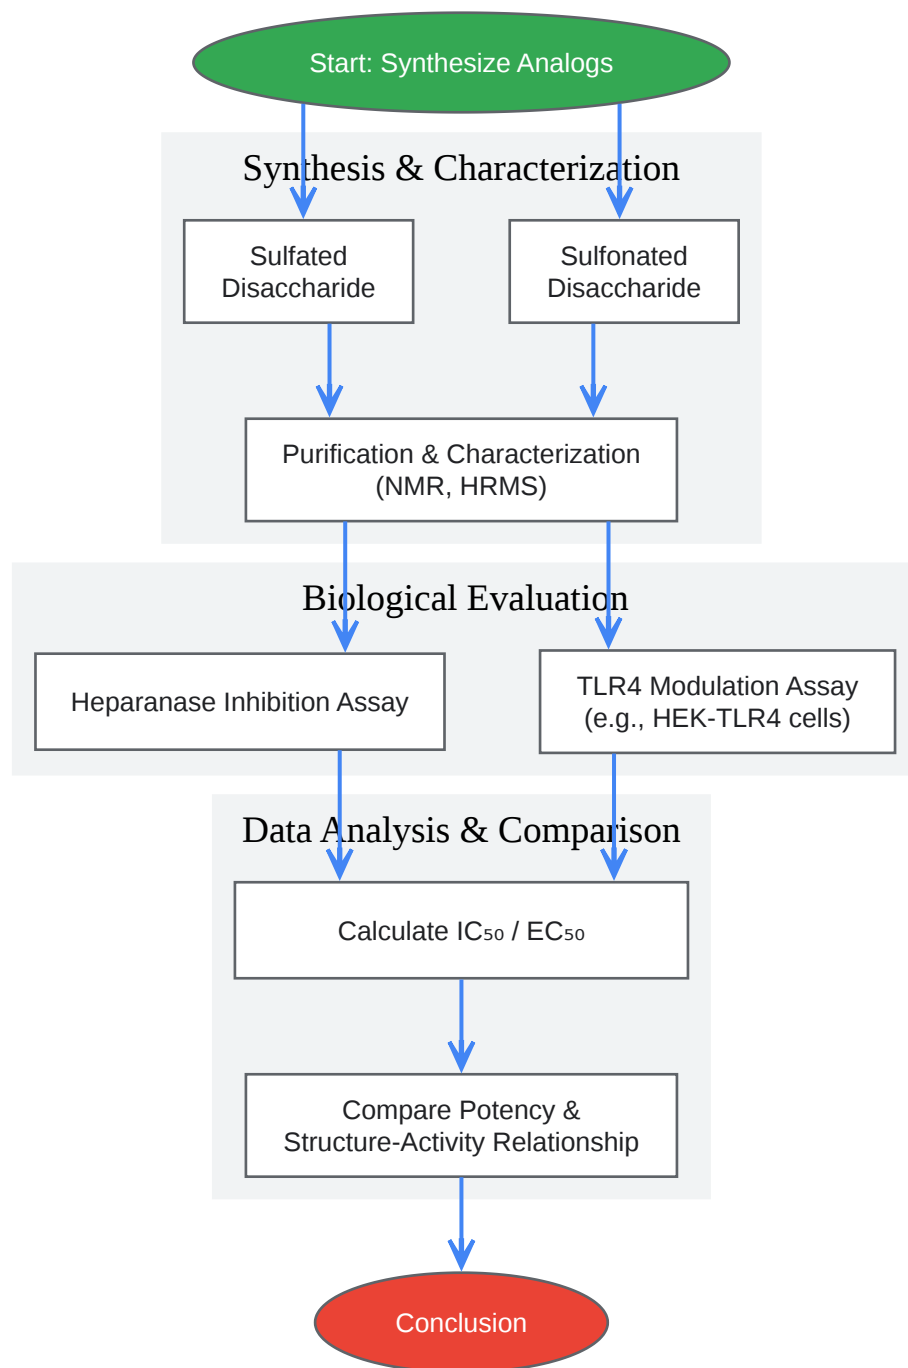 Start: Synthesize Analogs
Synthesis & Characterization
Sulfated
Disaccharide
Sulfonated
Disaccharide
Purification & Characterization
(NMR, HRMS)
Biological Evaluation
Heparanase Inhibition Assay
TLR4 Modulation Assay
(e.g., HEK-TLR4 cells)
Data Analysis & Comparison
Calculate IC₅₀ / EC₅₀
Compare Potency &
Structure-Activity Relationship
Conclusion